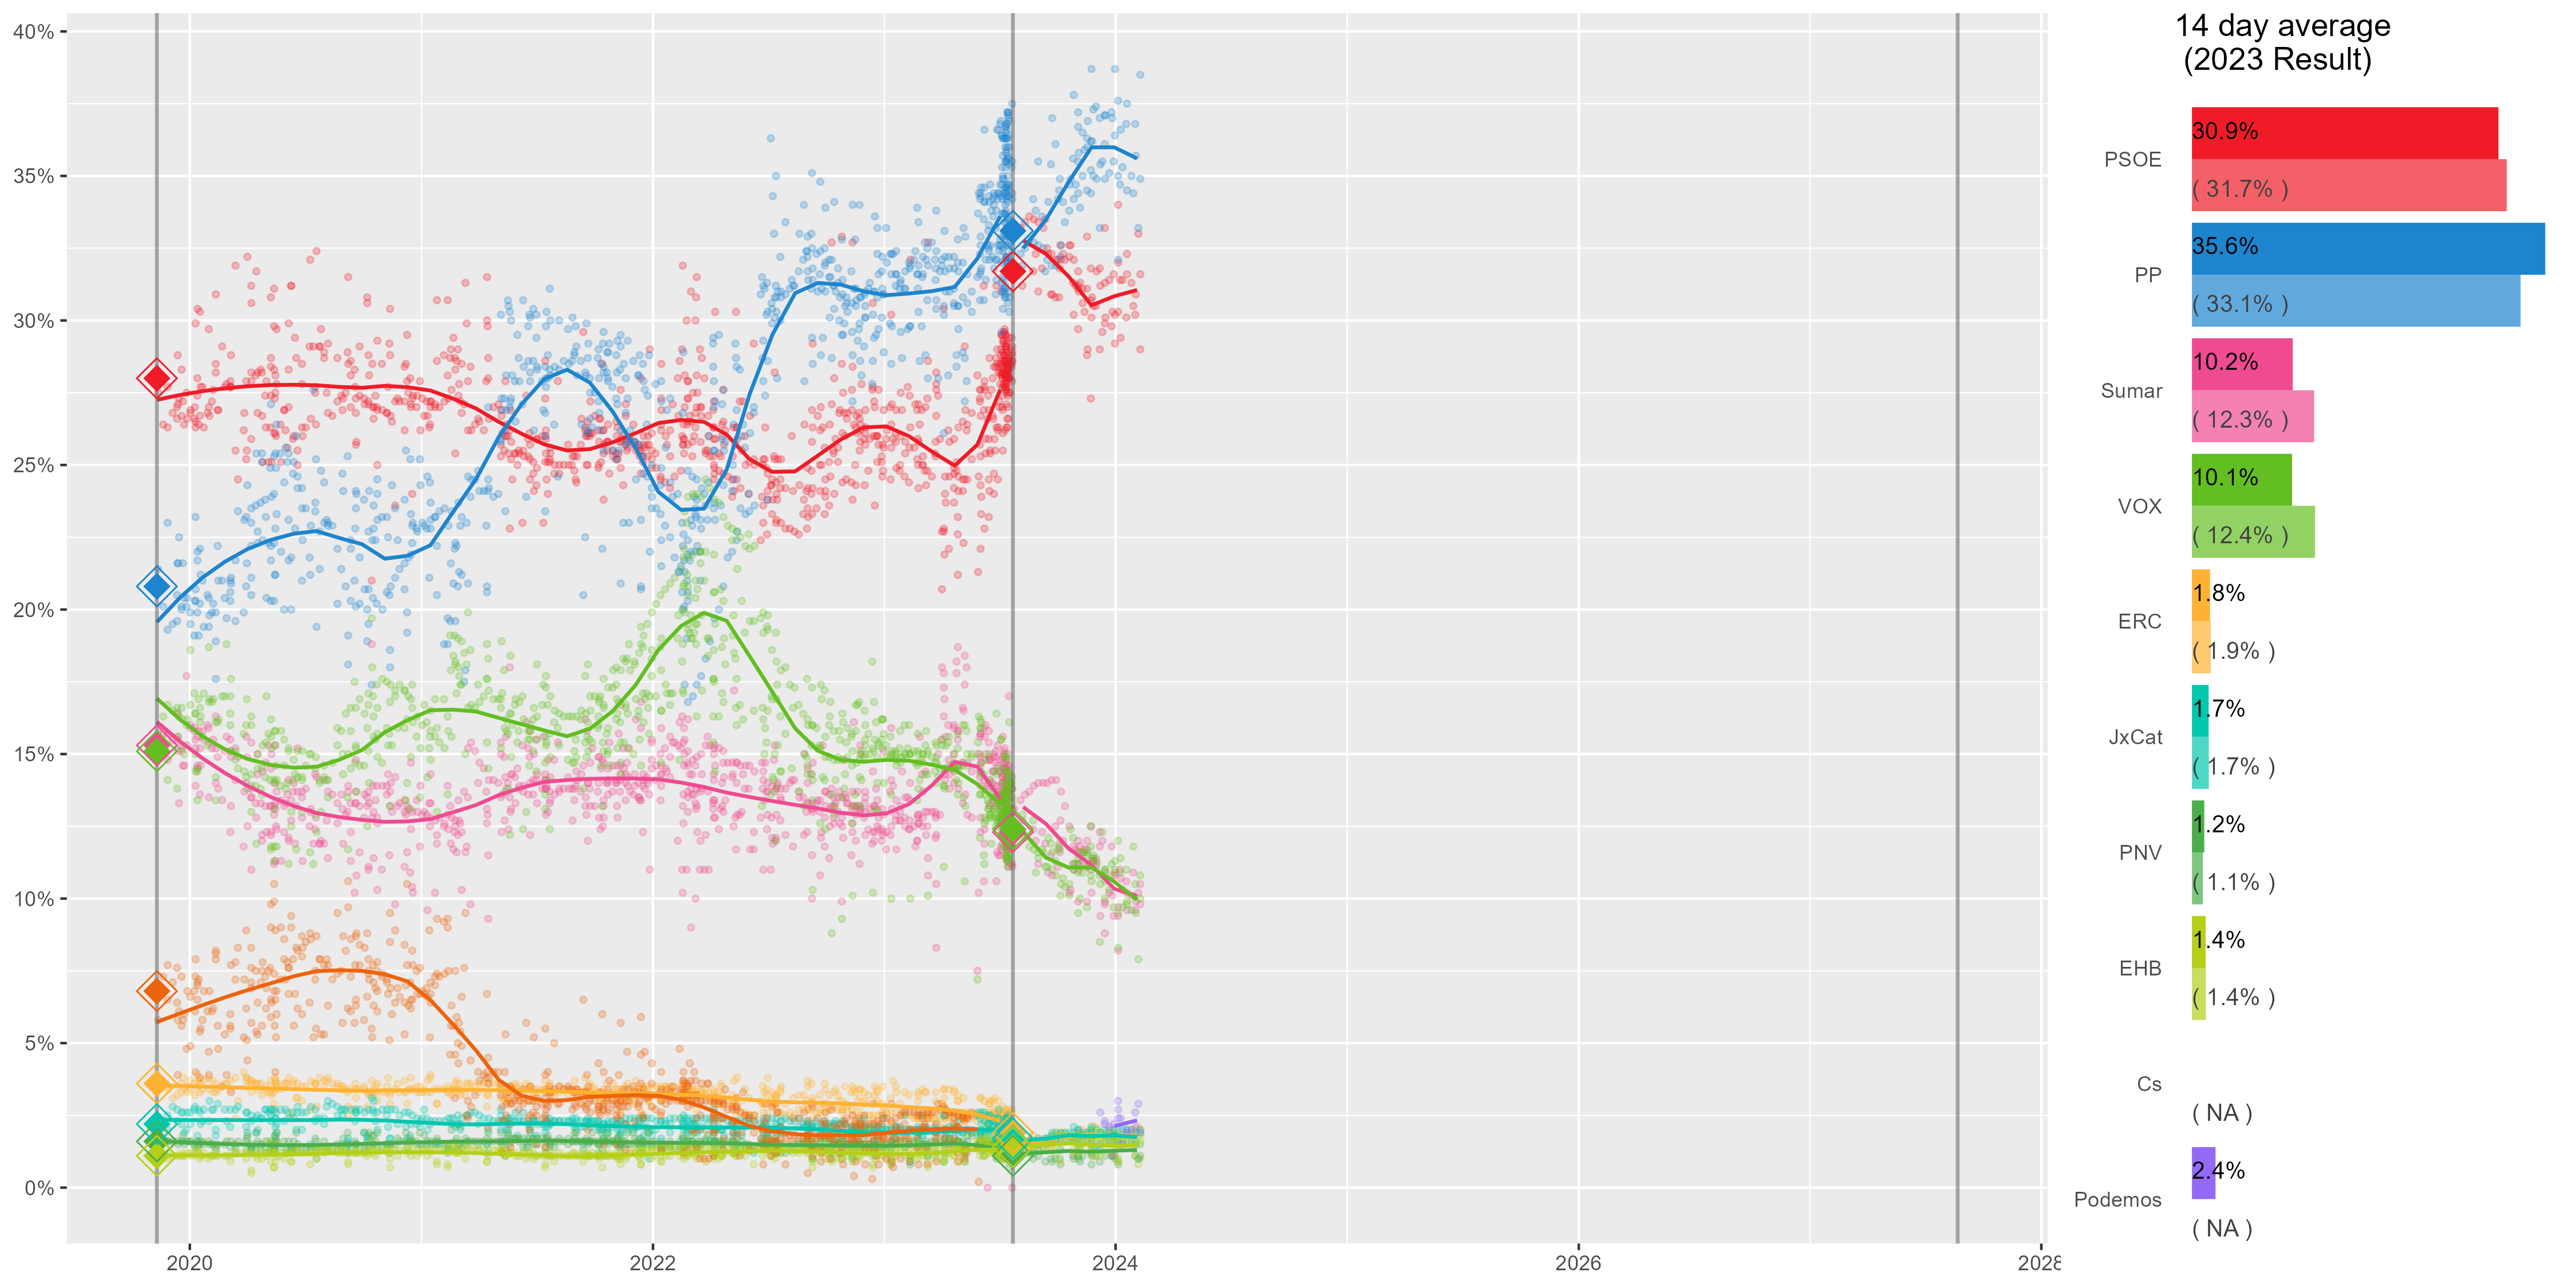 40%
35%
30%
25%
20%
15%
10%
5%
0%
2020
2022
2024
2026
2028
14 day average
(2023 Result)
PSOE
30.9%
( 31.7% )
PP
35.6%
( 33.1% )
Sumar
10.2%
( 12.3% )
VOX
10.1%
( 12.4% )
ERC
1.8%
( 1.9% )
JxCat
1.7%
( 1.7% )
PNV
1.2%
( 1.1% )
EHB
1.4%
( 1.4% )
Cs
( NA )
Podemos
2.4%
( NA )